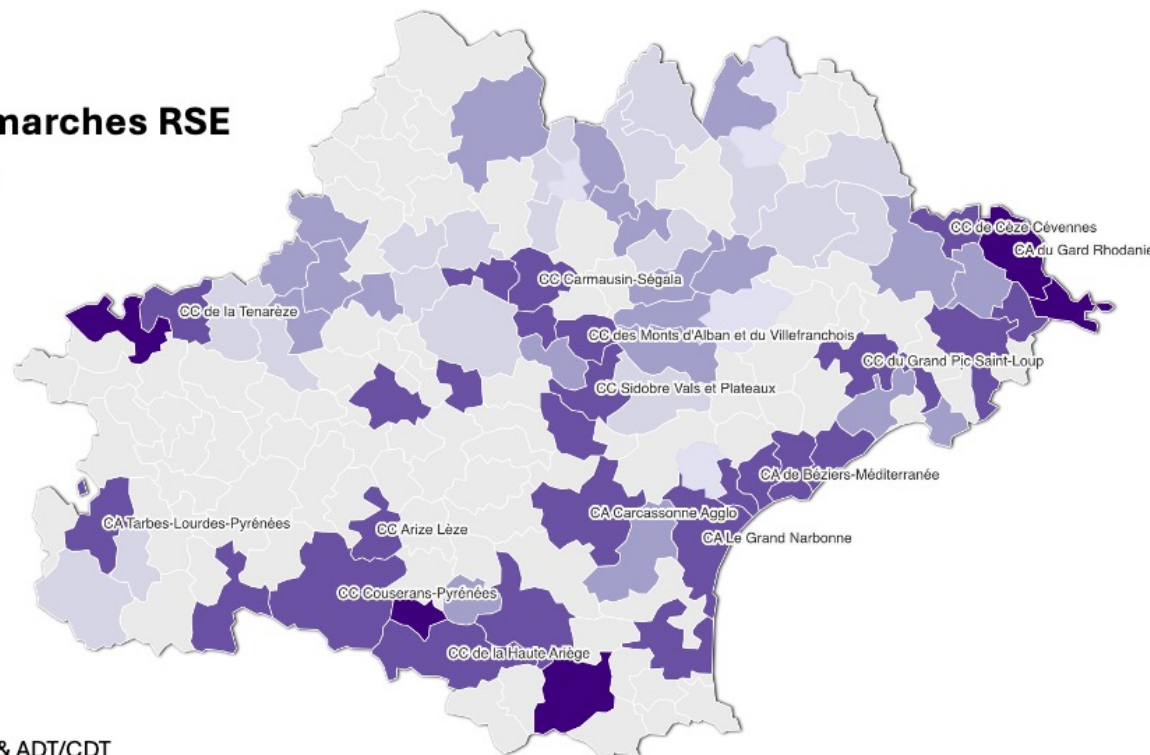 marches RSE
CC de Cèze Cévennes
CA du Gard Rhodanie
CC Carmausin-Ségala
CC de la Tenarèze
CC des Monts d'Alban et du Villefranchois
CC du Grand Pic Saint-Loup
CC Sidobre Vals et Plateaux
CA de Béziers-Méditerranée
CA Carcassonne Agglo
CA Tarbes-Lourdes-Pyrénées
CC Arize Lèze
CA Le Grand Narbonne
CC Couserans-Pyrénées
CC de la Haute Ariège
& ADT/CDT